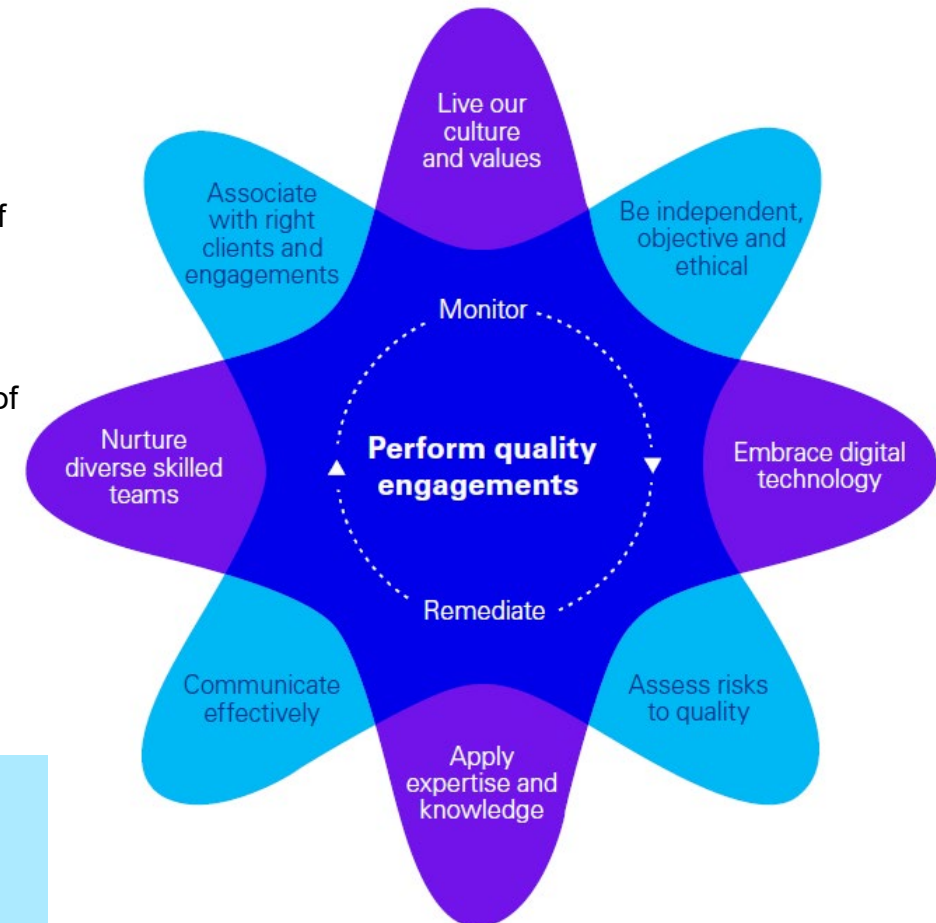 Live our
culture
and values
Associate
with right
clients and
engagements
Be independent,
objective and
ethical
Monitor
Nurture
diverse skilled
teams
Perform quality
engagements
Embrace digital
technology
Remediate
Communicate
effectively
Assess risks
to quality
Apply
expertise and
knowledge
f
of